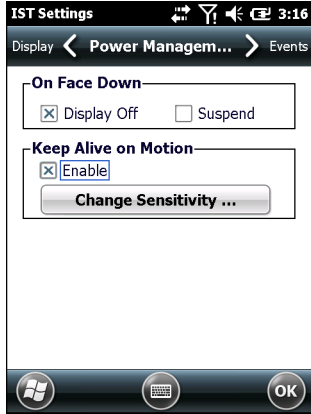 IST Settings 3:16
Display Power Managem... Events
On Face Down
Display Off Suspend
Keep Alive on Motion
Enable
Change Sensitivity ...
OK